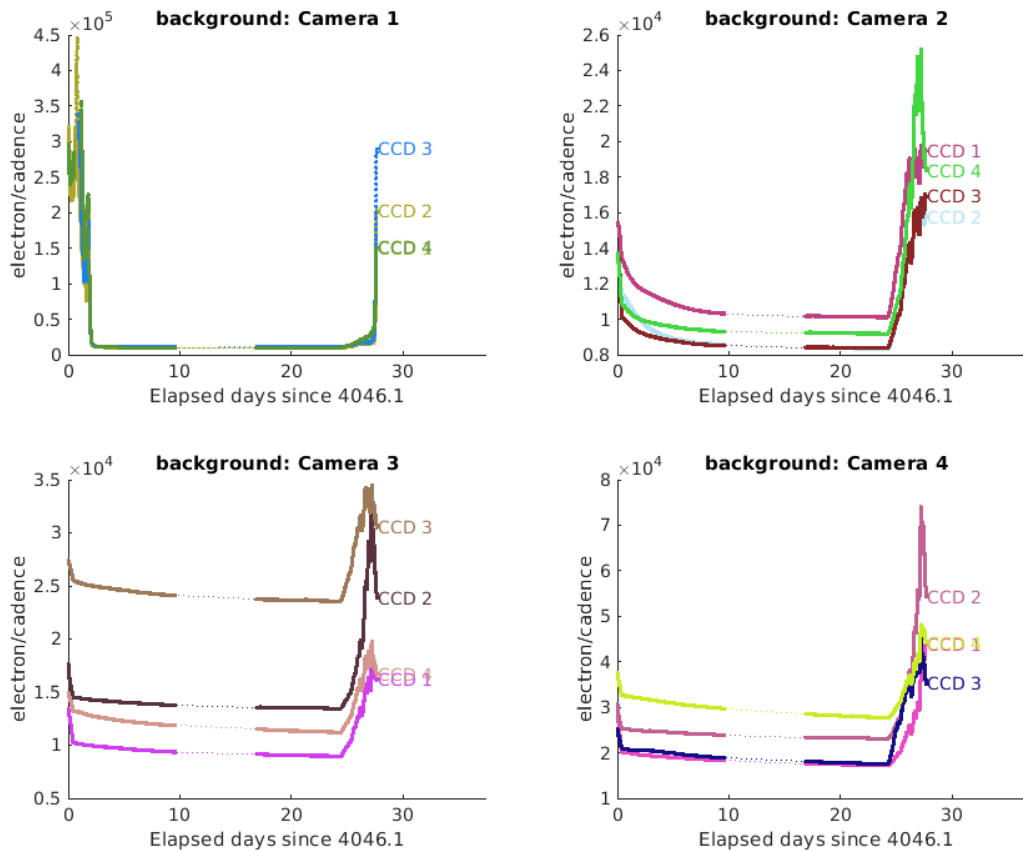 background: Camera 1
×10^5
4.5
4
3.5
3
2.5
2
1.5
1
0.5
0
electron/cadence
CCD 3
CCD 2
CCD 4
0
10
20
30
Elapsed days since 4046.1
background: Camera 2
×10^4
2.6
2.4
2.2
2
1.8
1.6
1.4
1.2
1
0.8
electron/cadence
CCD 1
CCD 4
CCD 3
CCD 2
0
10
20
30
Elapsed days since 4046.1
background: Camera 3
×10^4
3.5
3
2.5
2
1.5
1
0.5
electron/cadence
CCD 3
CCD 2
CCD 4
CCD 1
0
10
20
30
Elapsed days since 4046.1
background: Camera 4
×10^4
8
7
6
5
4
3
2
1
electron/cadence
CCD 2
CCD 4
CCD 3
0
10
20
30
Elapsed days since 4046.1